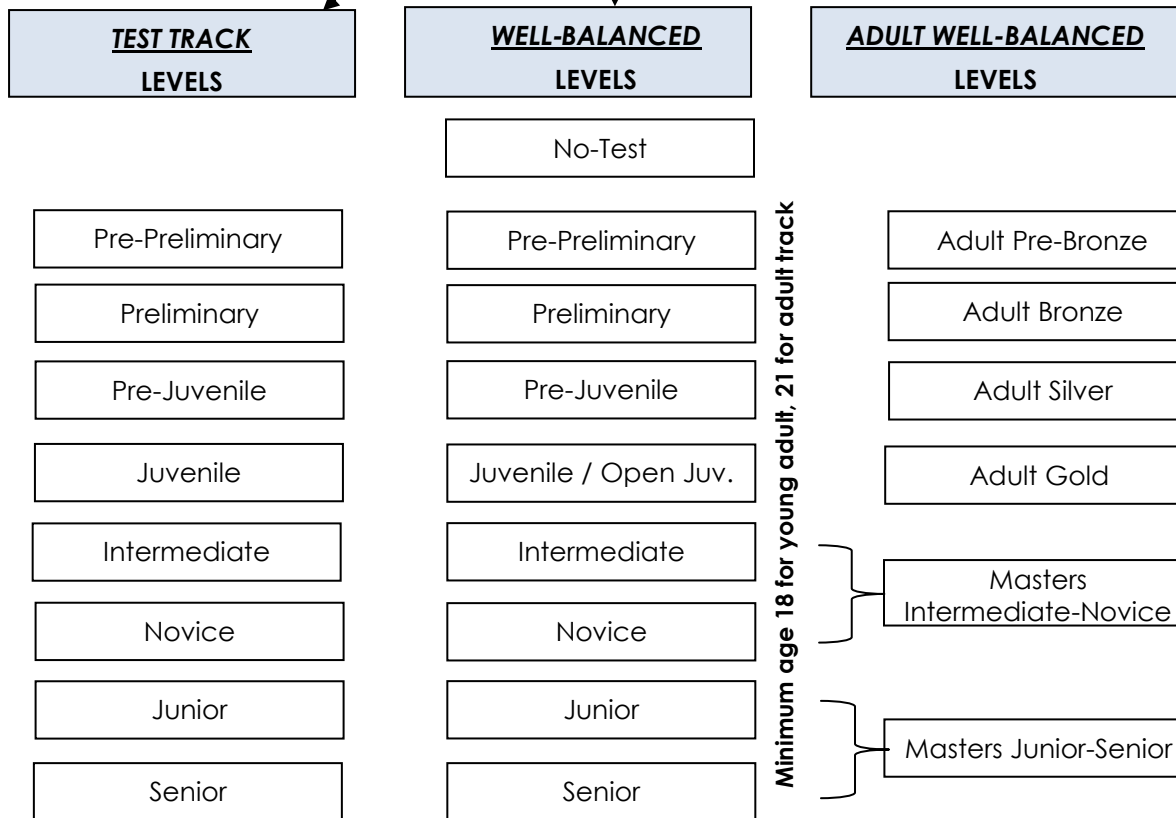 TEST TRACK
LEVELS
WELL-BALANCED
LEVELS
ADULT WELL-BALANCED
LEVELS
No-Test
Pre-Preliminary
Pre-Preliminary
Adult Pre-Bronze
Preliminary
Preliminary
Adult Bronze
Pre-Juvenile
Pre-Juvenile
Adult Silver
Juvenile
Juvenile / Open Juv.
Adult Gold
Intermediate
Intermediate
Masters
Intermediate-Novice
Novice
Novice
Junior
Junior
Masters Junior-Senior
Senior
Senior
Minimum age 18 for young adult, 21 for adult track